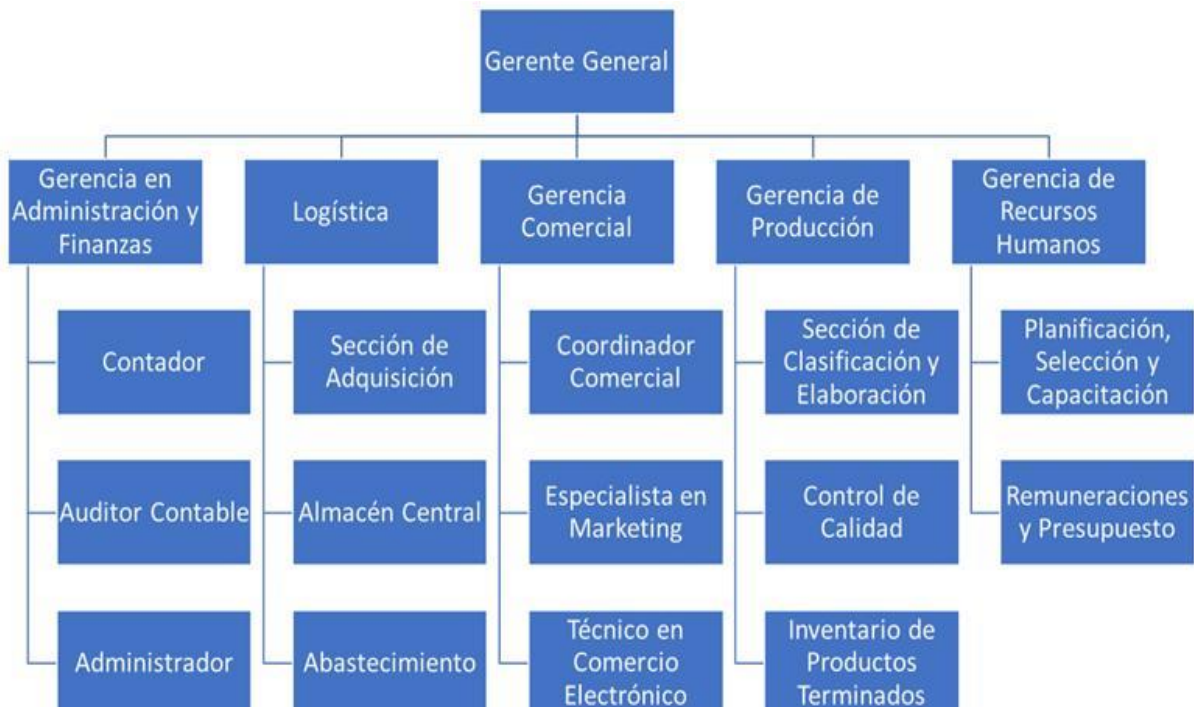 Gerente General
Gerencia en
Administración y
Finanzas
Logística
Gerencia
Comercial
Gerencia de
Producción
Gerencia de
Recursos
Humanos
Contador
Sección de
Adquisición
Coordinador
Comercial
Sección de
Clasificación y
Elaboración
Planificación,
Selección y
Capacitación
Auditor Contable
Almacén Central
Especialista en
Marketing
Control de
Calidad
Remuneraciones
y Presupuesto
Administrador
Abastecimiento
Técnico en
Comercio
Electrónico
Inventario de
Productos
Terminados